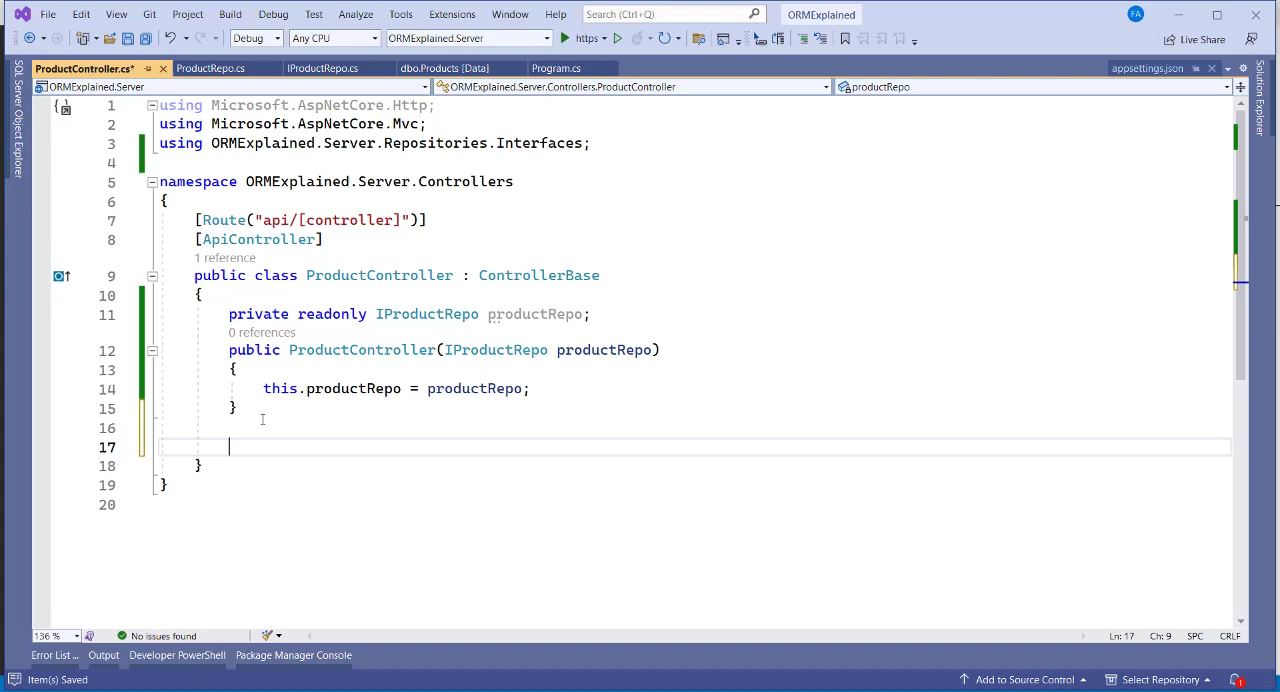 File Edit View Git Project Build Debug Test Analyze Tools Extensions Window Help Search (Ctrl+Q) ORMExplained FA
Debug Any CPU ORMExplained.Server https Live Share
ProductController.cs* ProductRepo.cs IProductRepo.cs dbo.Products [Data] Program.cs appsettings.json
SQL Server Object Explorer
Solution Explorer
ORMExplained.Server ORMExplained.Server.Controllers.ProductController productRepo
1 using Microsoft.AspNetCore.Http;
2 using Microsoft.AspNetCore.Mvc;
3 using ORMExplained.Server.Repositories.Interfaces;
4
5 namespace ORMExplained.Server.Controllers
6 {
7 [Route("api/[controller]")]
8 [ApiController]
1 reference
9 public class ProductController : ControllerBase
10 {
11 private readonly IProductRepo productRepo;
0 references
12 public ProductController(IProductRepo productRepo)
13 {
14 this.productRepo = productRepo;
15 }
16
17
18 }
19 }
20
136 % No issues found Ln: 17 Ch: 9 SPC CRLF
Error List ... Output Developer PowerShell Package Manager Console
Item(s) Saved Add to Source Control Select Repository 1